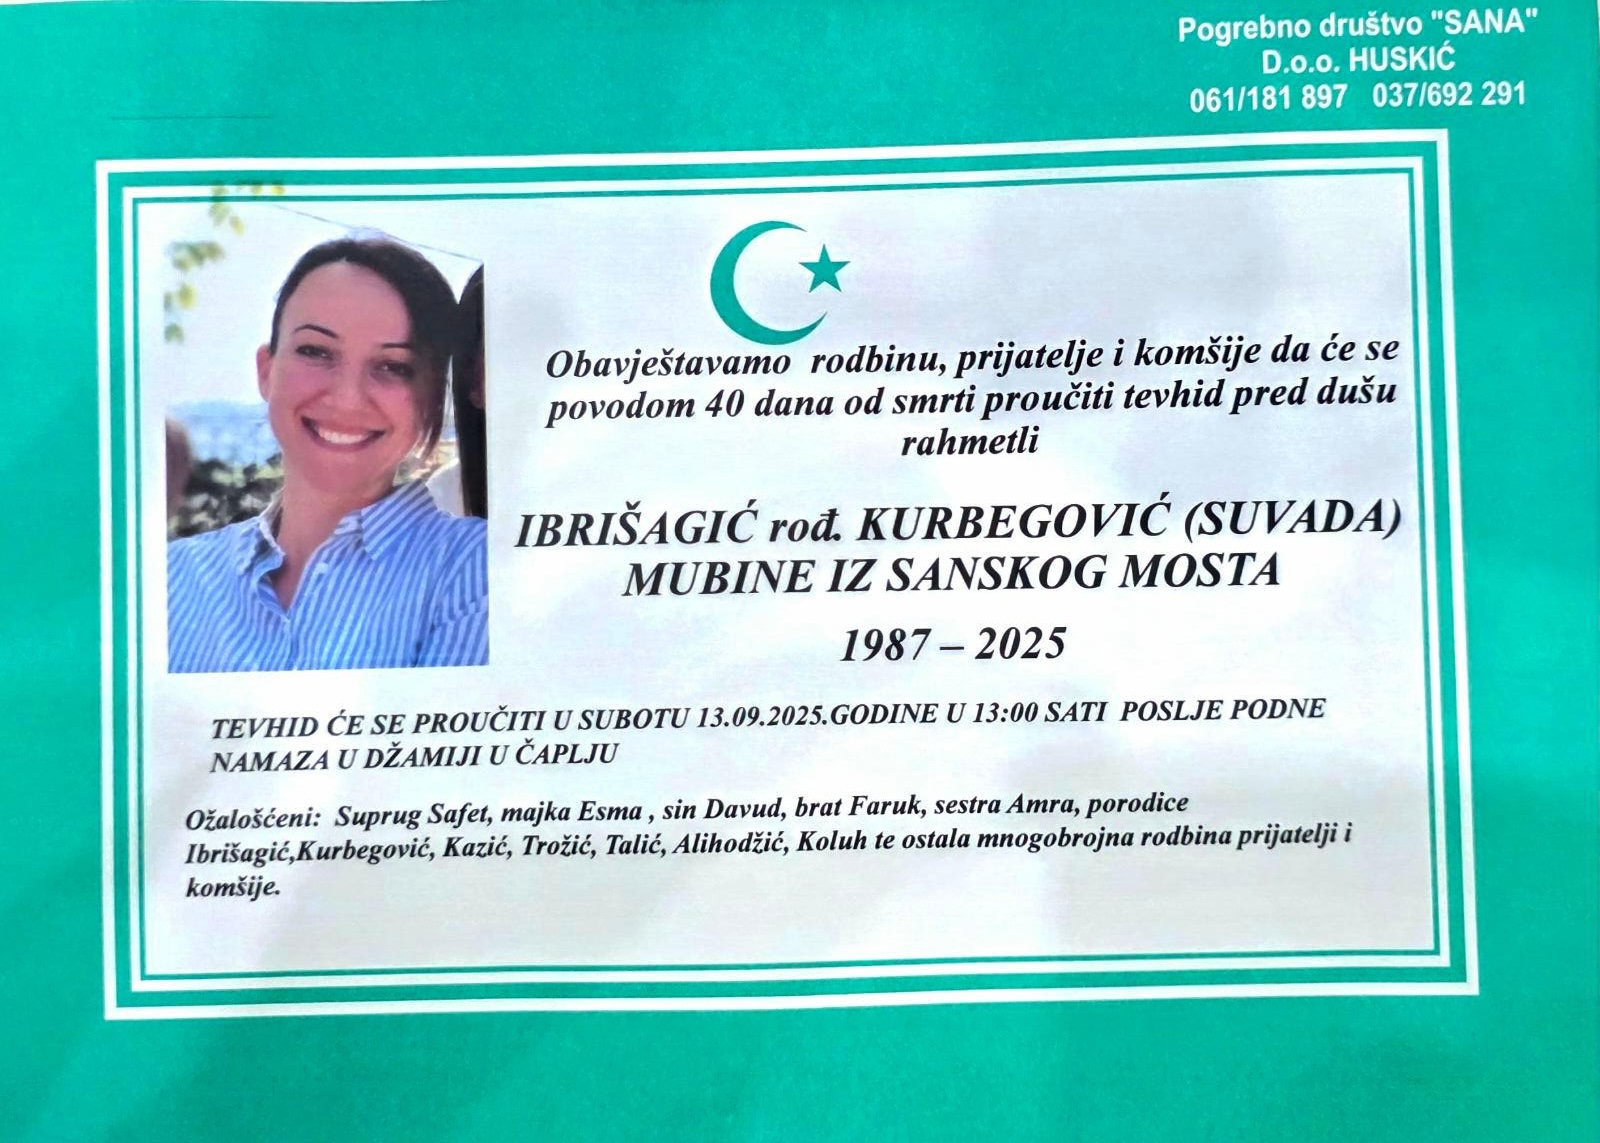 Pogrebno društvo "SANA"
D.o.o. HUSKIĆ
061/181 897 037/692 291
Obavještavamo rodbinu, prijatelje i komšije da će se
povodom 40 dana od smrti proučiti tevhid pred dušu
rahmetli
IBRIŠAGIĆ rođ. KURBEGOVIĆ (SUVADA)
MUBINE IZ SANSKOG MOSTA
1987 – 2025
TEVHID ĆE SE PROUČITI U SUBOTU 13.09.2025.GODINE U 13:00 SATI POSLJE PODNE
NAMAZA U DŽAMIJI U ČAPLJU
Ožalošćeni: Suprug Safet, majka Esma , sin Davud, brat Faruk, sestra Amra, porodice
Ibrišagić,Kurbegović, Kazić, Trožić, Talić, Alihodžić, Koluh te ostala mnogobrojna rodbina prijatelji i
komšije.